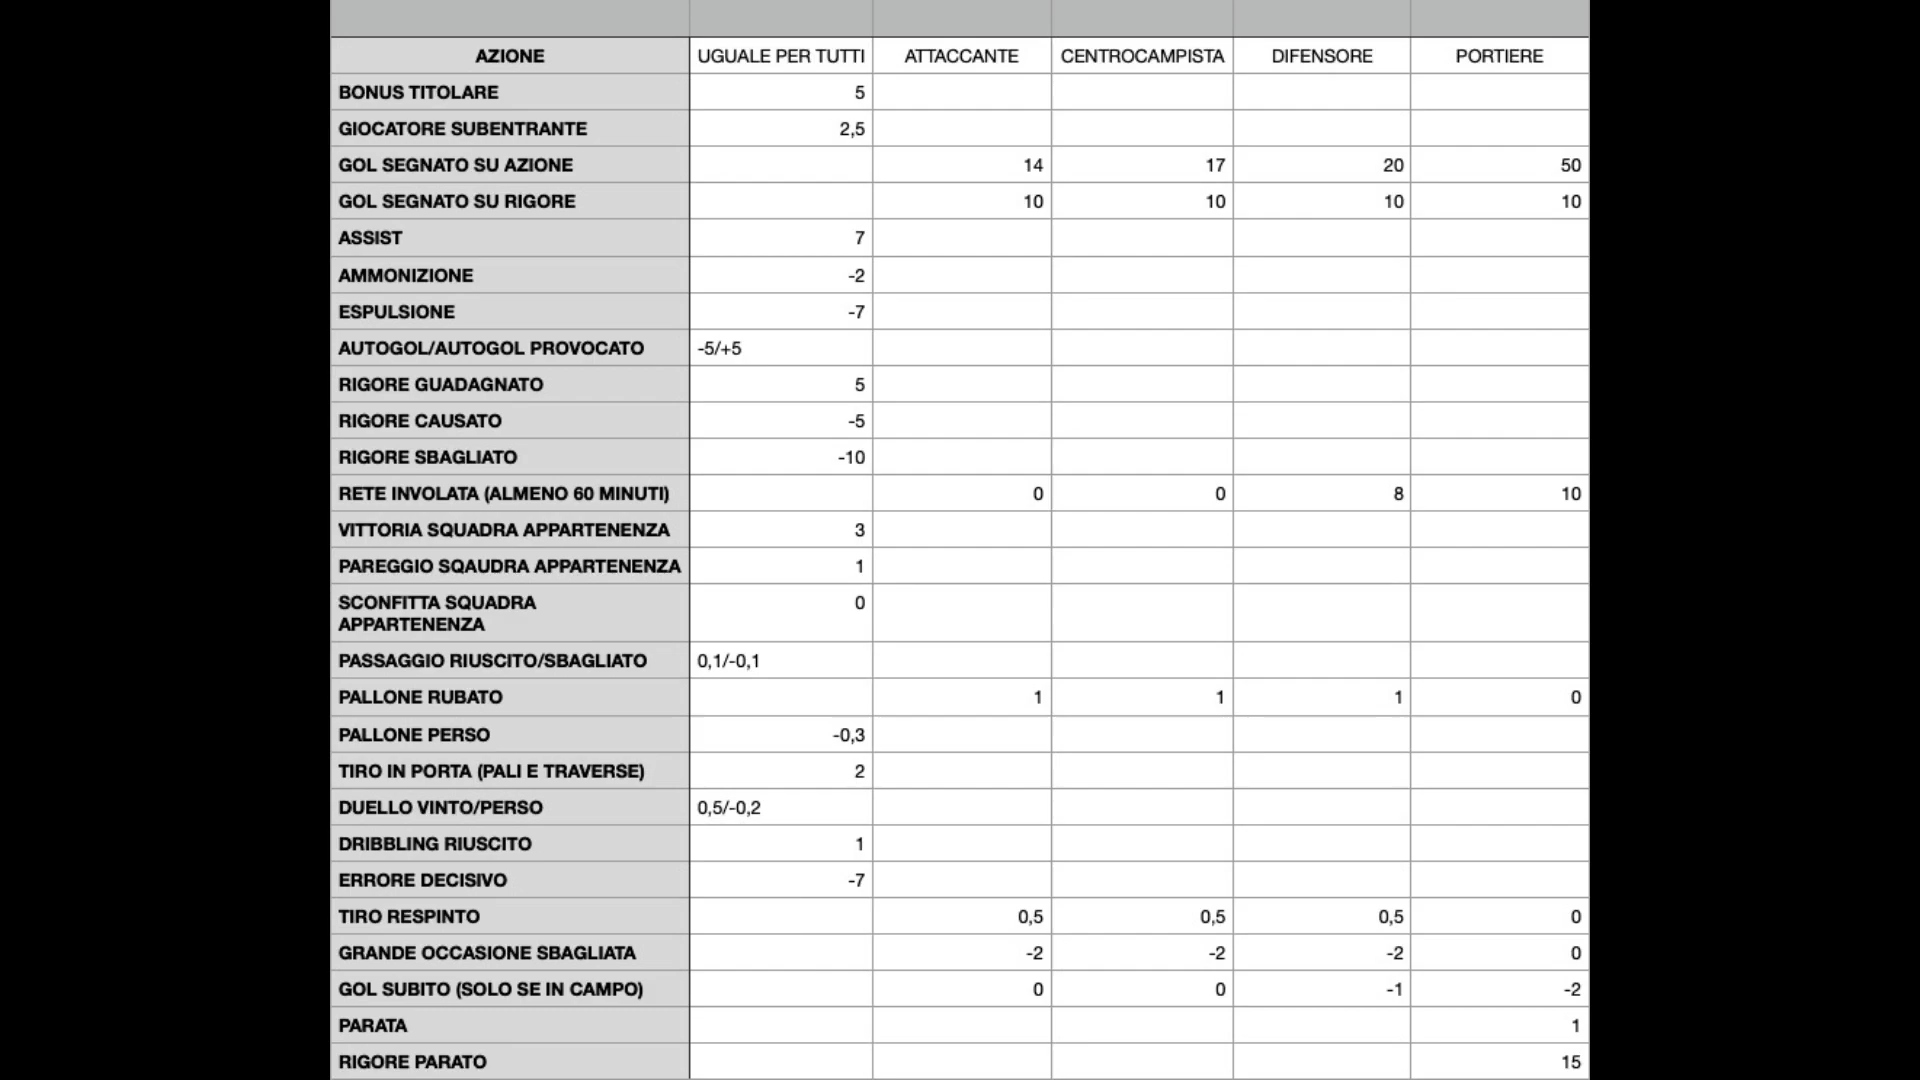 AZIONE UGUALE PER TUTTI ATTACCANTE CENTROCAMPISTA DIFENSORE PORTIERE
BONUS TITOLARE 5
GIOCATORE SUBENTRANTE 2,5
GOL SEGNATO SU AZIONE 14 17 20 50
GOL SEGNATO SU RIGORE 10 10 10 10
ASSIST 7
AMMONIZIONE -2
ESPULSIONE -7
AUTOGOL/AUTOGOL PROVOCATO -5/+5
RIGORE GUADAGNATO 5
RIGORE CAUSATO -5
RIGORE SBAGLIATO -10
RETE INVOLATA (ALMENO 60 MINUTI) 0 0 8 10
VITTORIA SQUADRA APPARTENENZA 3
PAREGGIO SQAUDRA APPARTENENZA 1
SCONFITTA SQUADRA 0
APPARTENENZA
PASSAGGIO RIUSCITO/SBAGLIATO 0,1/-0,1
PALLONE RUBATO 1 1 1 0
PALLONE PERSO -0,3
TIRO IN PORTA (PALI E TRAVERSE) 2
DUELLO VINTO/PERSO 0,5/-0,2
DRIBBLING RIUSCITO 1
ERRORE DECISIVO -7
TIRO RESPINTO 0,5 0,5 0,5 0
GRANDE OCCASIONE SBAGLIATA -2 -2 -2 0
GOL SUBITO (SOLO SE IN CAMPO) 0 0 -1 -2
PARATA 1
RIGORE PARATO 15